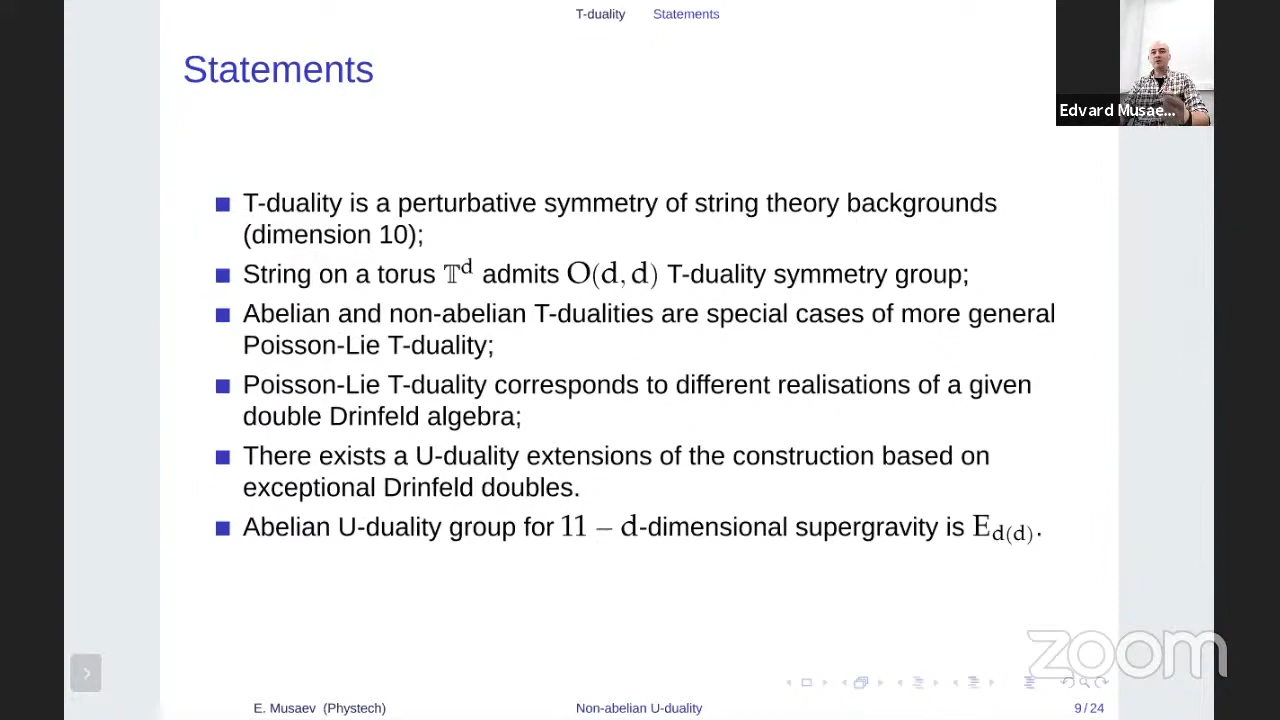 T-duality Statements
Statements
Edvard Musae...
T-duality is a perturbative symmetry of string theory backgrounds
(dimension 10);
String on a torus 𝕋ᵈ admits O(d, d) T-duality symmetry group;
Abelian and non-abelian T-dualities are special cases of more general
Poisson-Lie T-duality;
Poisson-Lie T-duality corresponds to different realisations of a given
double Drinfeld algebra;
There exists a U-duality extensions of the construction based on
exceptional Drinfeld doubles.
Abelian U-duality group for 11 − d-dimensional supergravity is E_{d(d)}.
zoom
E. Musaev (Phystech) Non-abelian U-duality 9 / 24